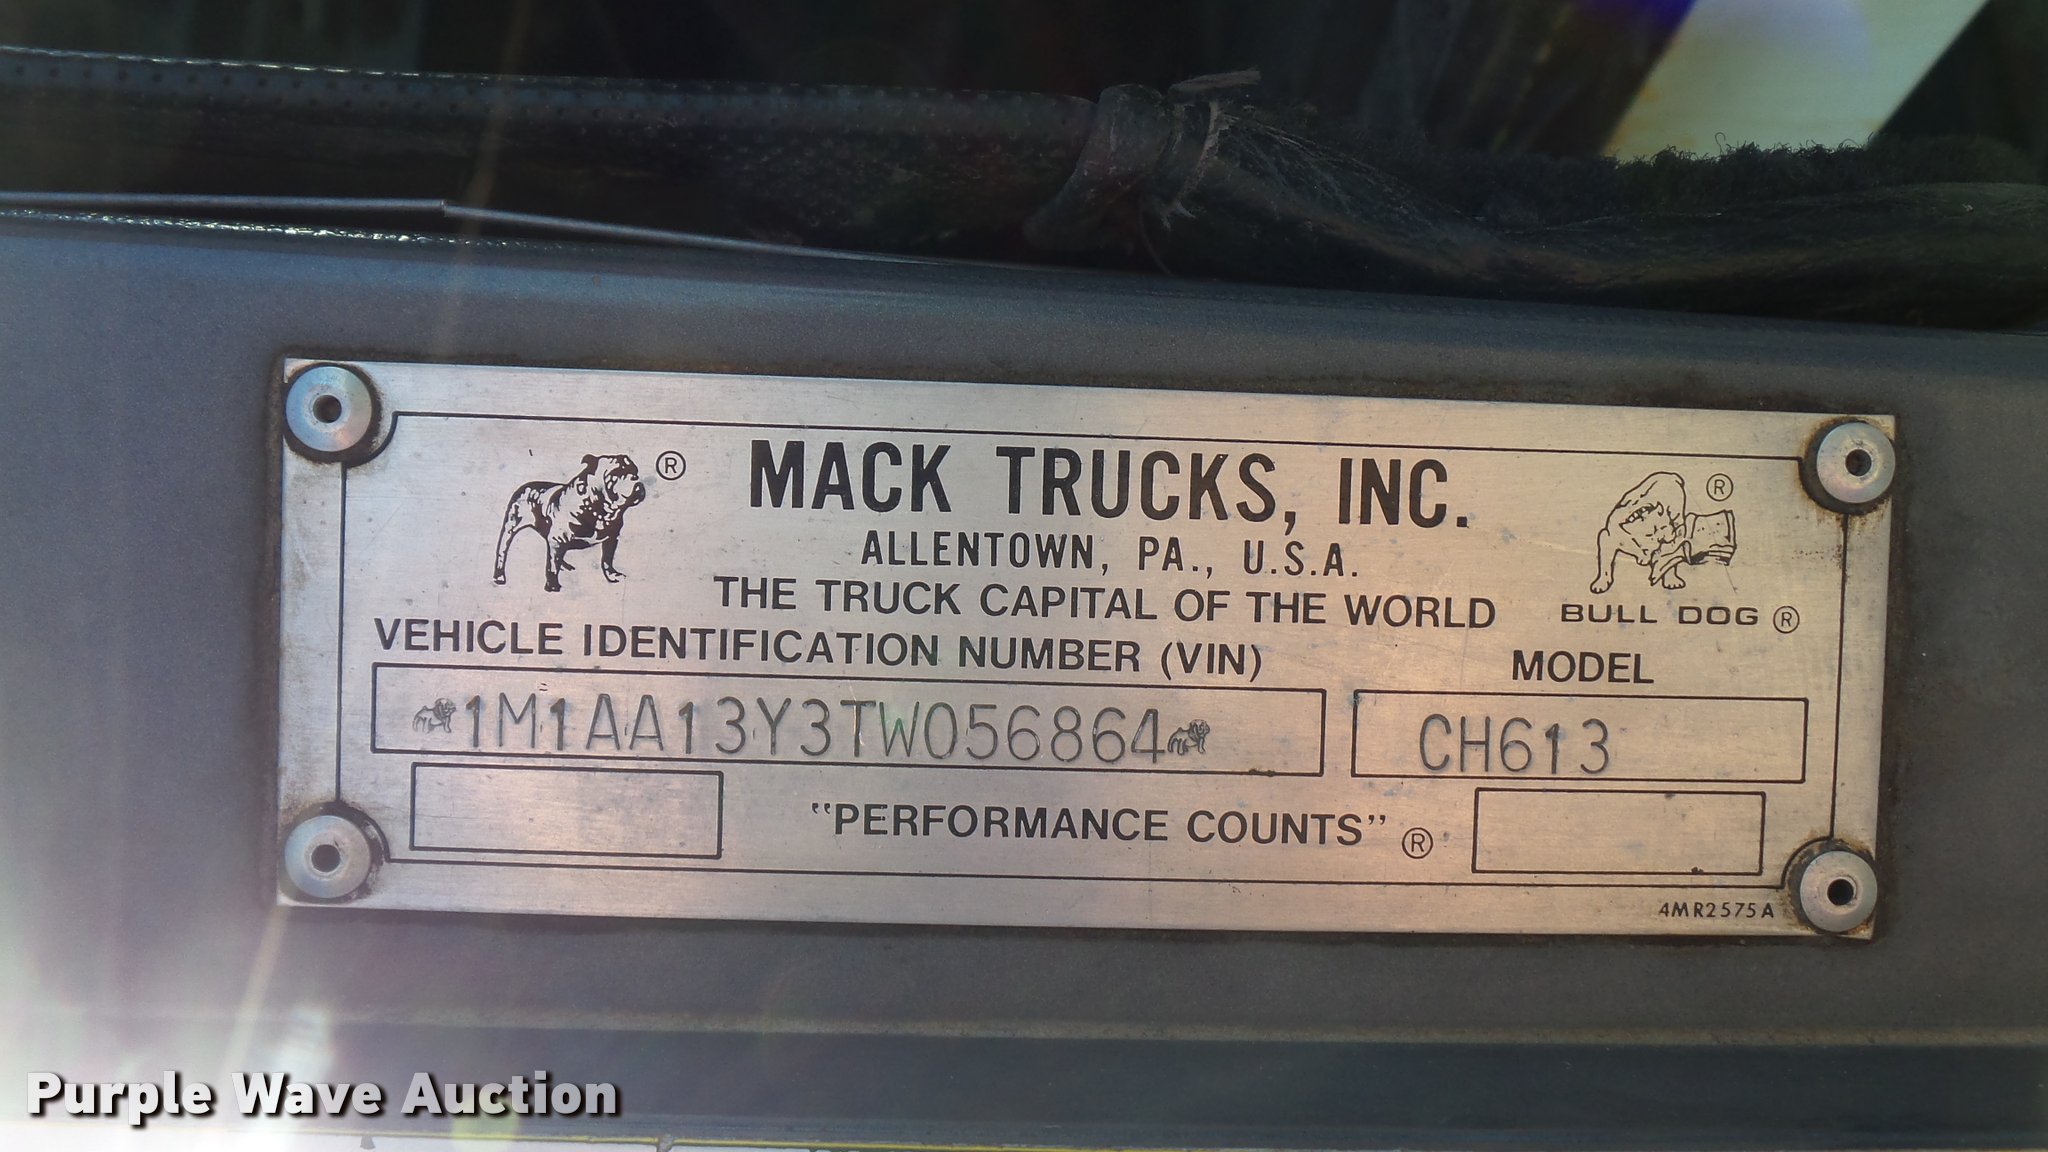 MACK TRUCKS, INC. ®
ALLENTOWN, PA., U.S.A. ®
THE TRUCK CAPITAL OF THE WORLD
BULL DOG ®
VEHICLE IDENTIFICATION NUMBER (VIN)
MODEL
1M1AA13Y3TW056864
CH613
"PERFORMANCE COUNTS" ®
4MR2575A
Purple Wave Auction